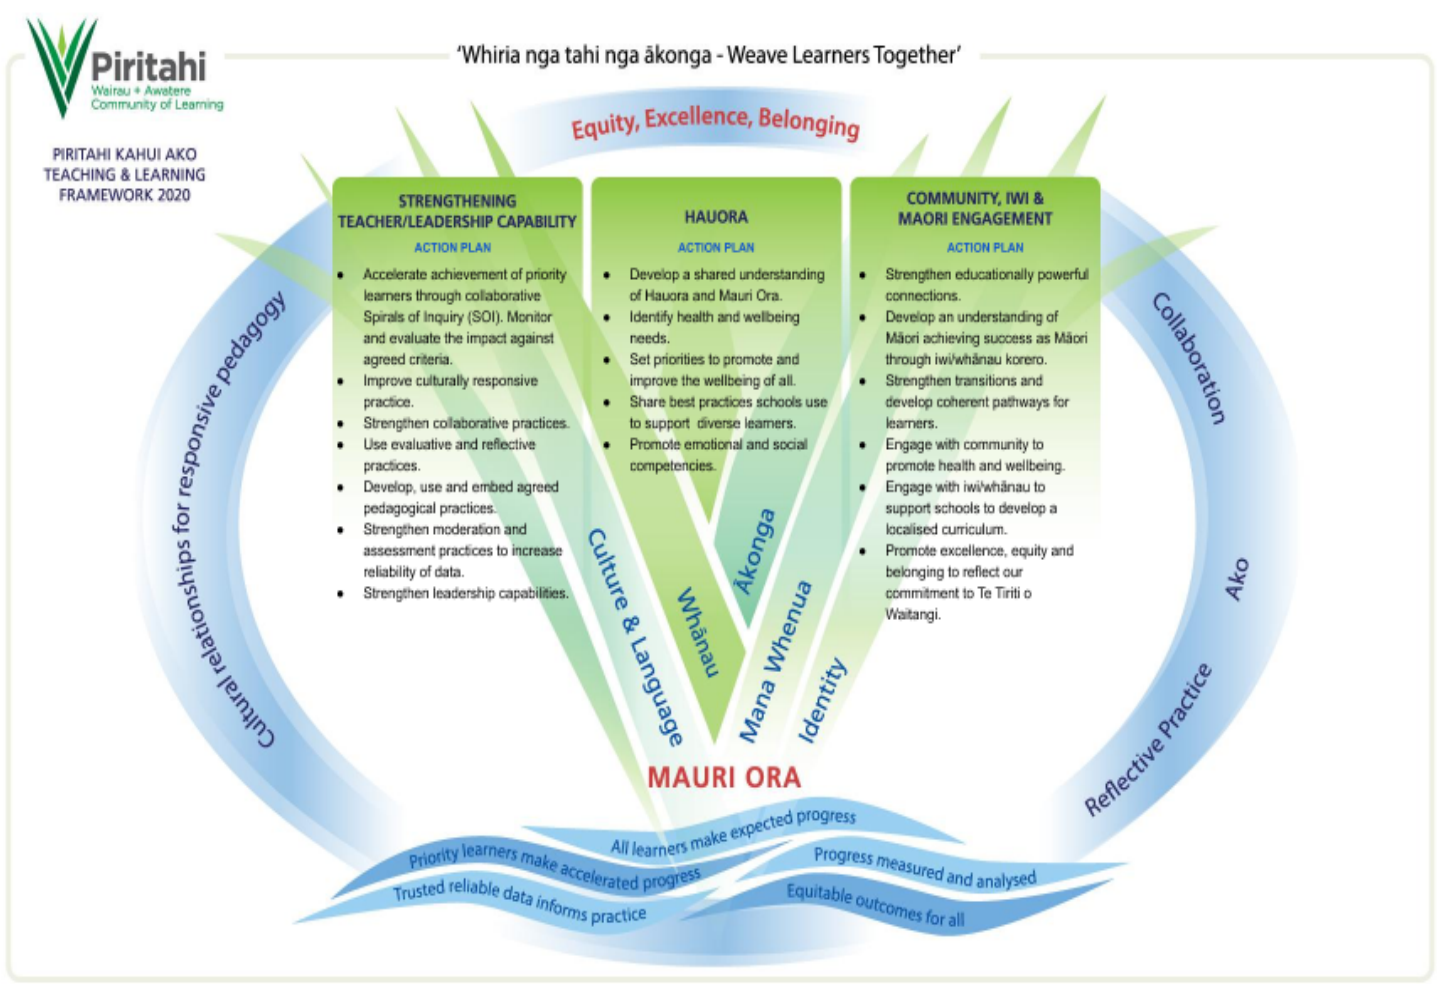 'Whiria nga tahi nga ākonga - Weave Learners Together'
Piritahi
Wairau + Awatere
Community of Learning
PIRITAHI KAHUI AKO
TEACHING & LEARNING
FRAMEWORK 2020
Equity, Excellence, Belonging
STRENGTHENING
TEACHER/LEADERSHIP CAPABILITY
ACTION PLAN
• Accelerate achievement of priority
learners through collaborative
Spirals of Inquiry (SOI). Monitor
and evaluate the impact against
agreed criteria.
• Improve culturally responsive
practice.
• Strengthen collaborative practices.
• Use evaluative and reflective
practices.
• Develop, use and embed agreed
pedagogical practices.
• Strengthen moderation and
assessment practices to increase
reliability of data.
• Strengthen leadership capabilities.
HAUORA
ACTION PLAN
• Develop a shared understanding
of Hauora and Mauri Ora.
• Identify health and wellbeing
needs.
• Set priorities to promote and
improve the wellbeing of all.
• Share best practices schools use
to support diverse learners.
• Promote emotional and social
competencies.
COMMUNITY, IWI &
MAORI ENGAGEMENT
ACTION PLAN
• Strengthen educationally powerful
connections.
• Develop an understanding of
Māori achieving success as Māori
through iwi/whānau korero.
• Strengthen transitions and
develop coherent pathways for
learners.
• Engage with community to
promote health and wellbeing.
• Engage with iwi/whānau to
support schools to develop a
localised curriculum.
• Promote excellence, equity and
belonging to reflect our
commitment to Te Tiriti o
Waitangi.
Cultural relationships for responsive pedagogy
Collaboration
Ako
Reflective Practice
Culture & Language
Whānau
Ākonga
Mana Whenua
Identity
MAURI ORA
All learners make expected progress
Priority learners make accelerated progress
Progress measured and analysed
Trusted reliable data informs practice
Equitable outcomes for all